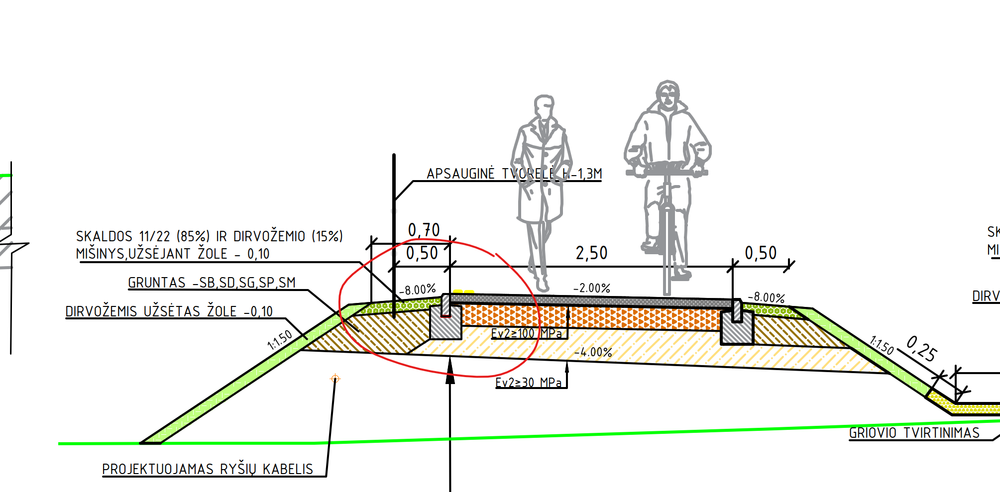 APSAUGINĖ TVORELĖ H-1,3M
SKALDOS 11/22 (85%) IR DIRVOŽEMIO (15%)
MIŠINYS,UŽSĖJANT ŽOLE - 0,10
0,70
0,50
2,50
0,50
SK
MI
GRUNTAS -SB,SD,SG,SP,SM
-8.00%
-2.00%
-8.00%
DIRV
DIRVOŽEMIS UŽSĖTAS ŽOLE -0,10
1:1.50
Ev2≥100 MPa
-4.00%
1:1.50
0,25
Ev2≥30 MPa
GRIOVIO TVIRTINIMAS
PROJEKTUOJAMAS RYŠIŲ KABELIS